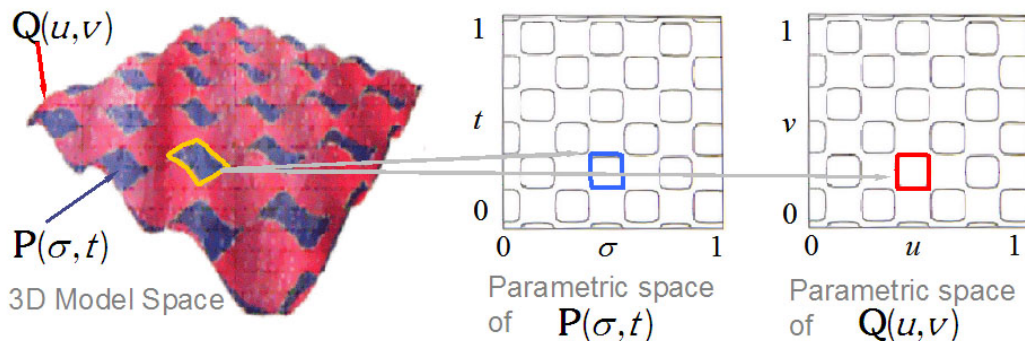 Q(u,v)
P(σ,t)
3D Model Space
1
t
0
0
σ
1
Parametric space
of P(σ,t)
1
v
0
0
u
1
Parametric space
of Q(u,v)